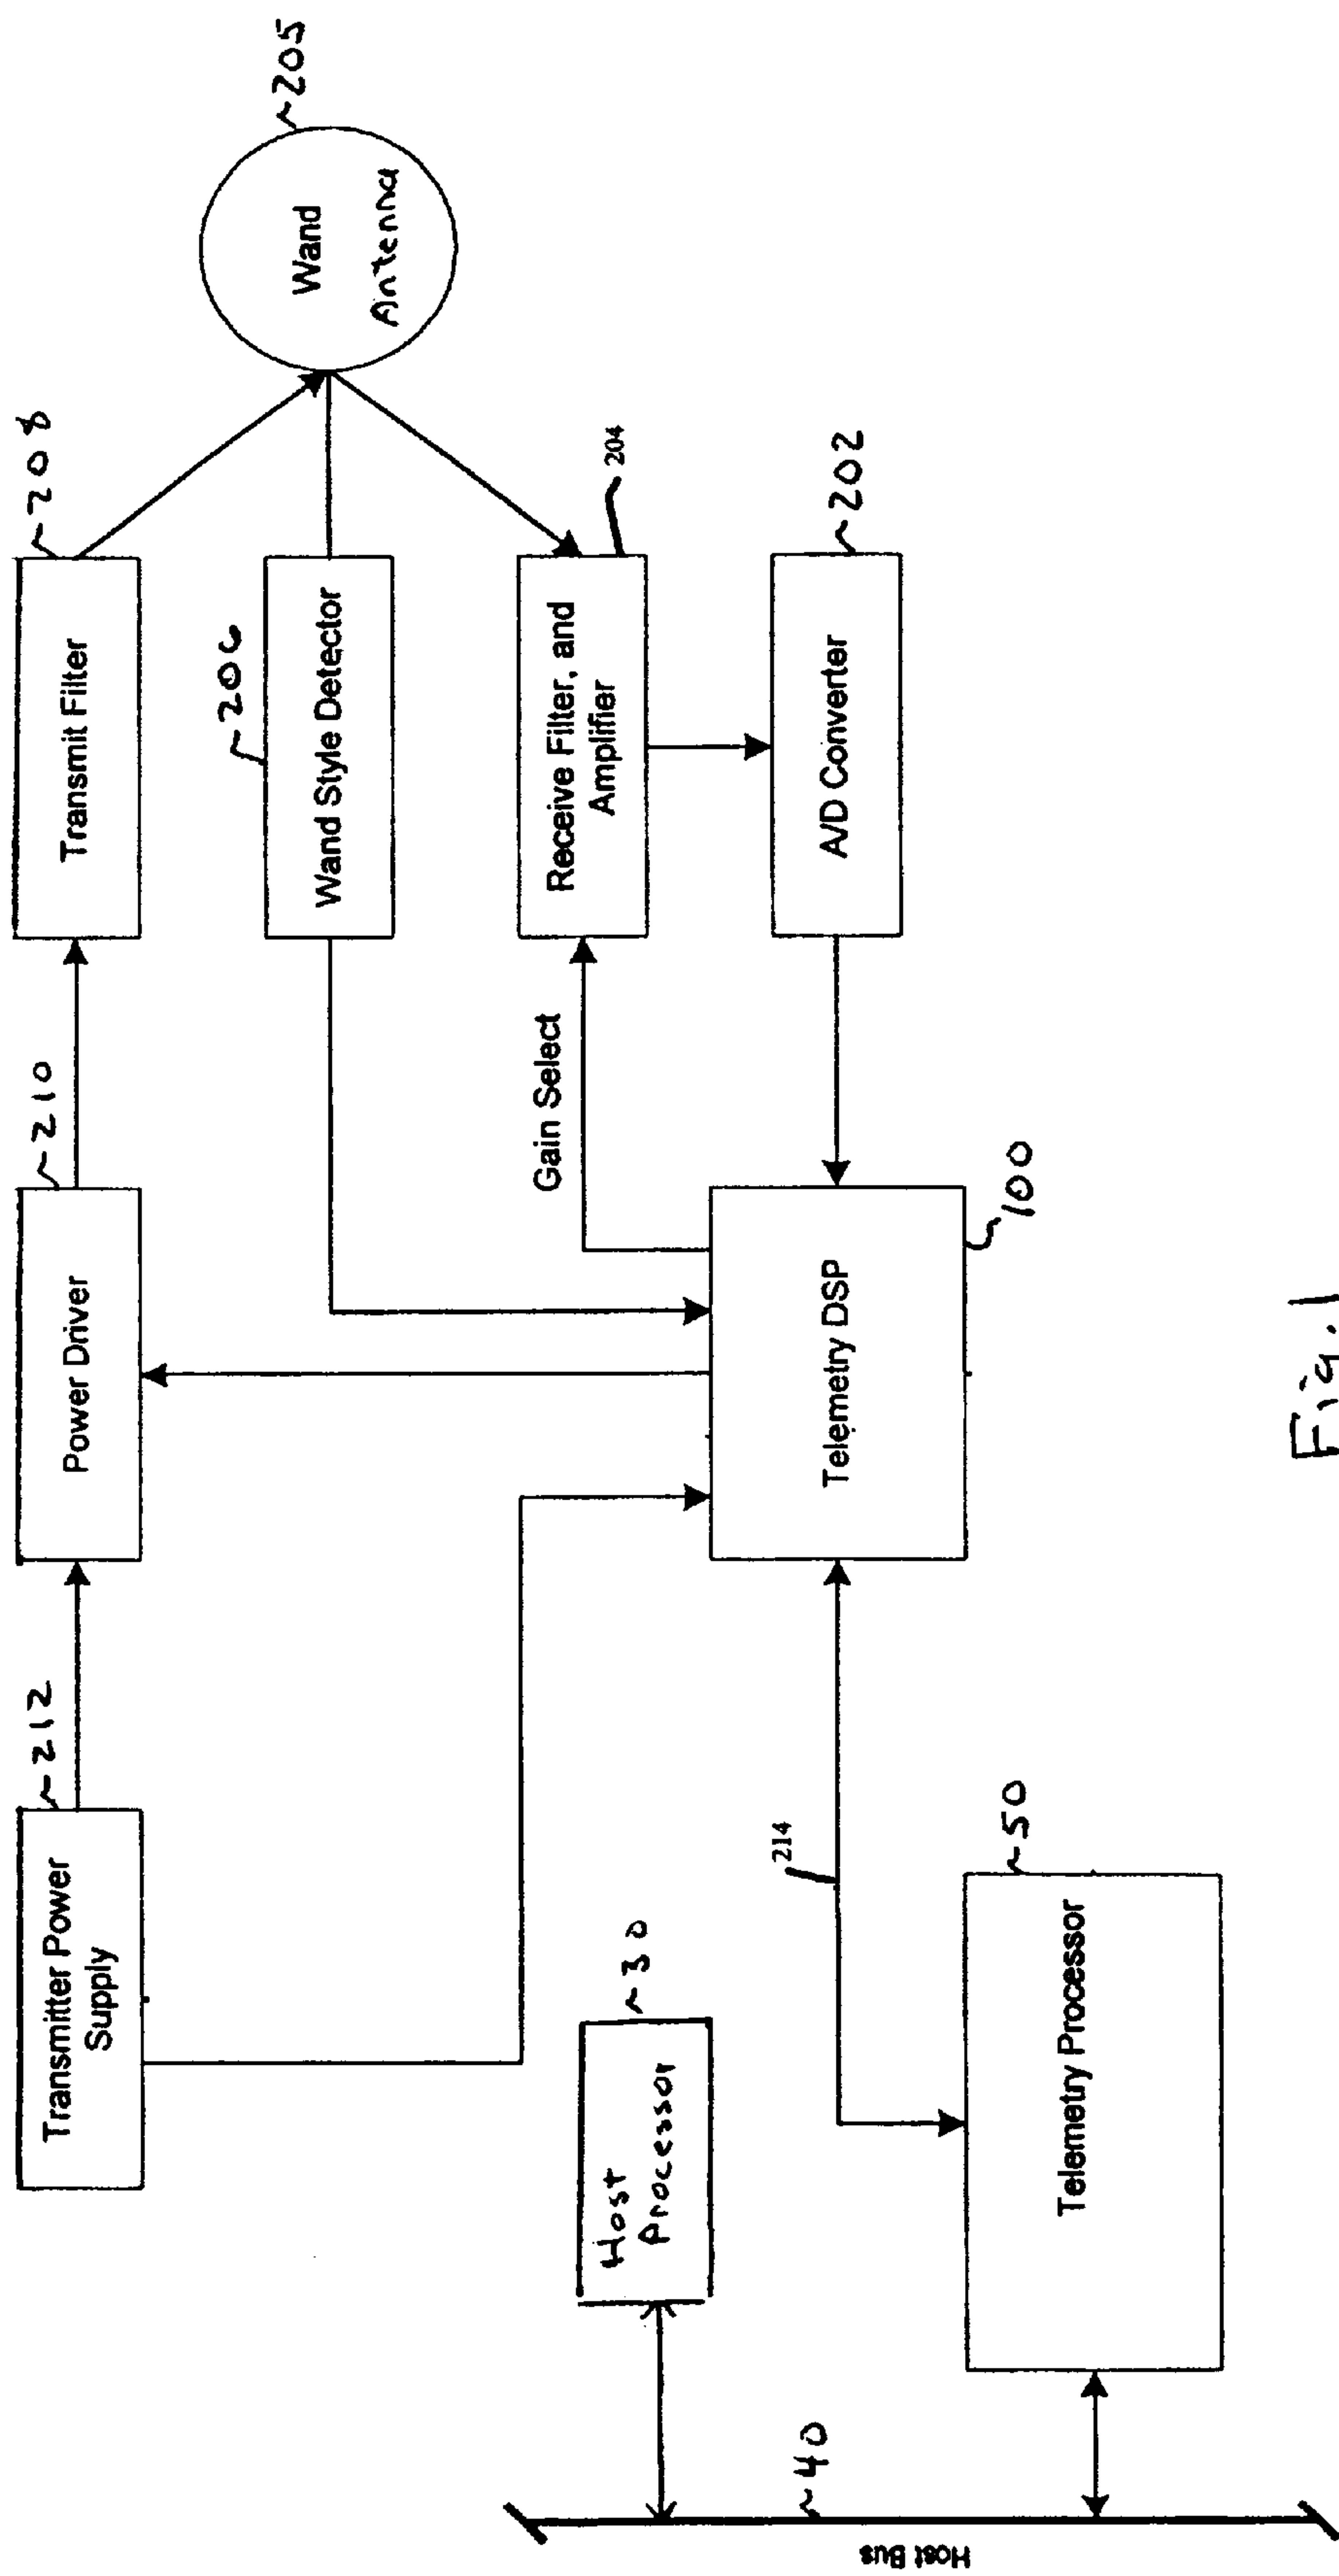 212
Transmitter Power
Supply
210
Power Driver
208
Transmit Filter
~205
Wand
Antenna
206
Wand Style Detector
204
Receive Filter, and
Amplifier
Gain Select
202
A/D Converter
Telemetry DSP
100
214
30
Host
Processor
50
Telemetry Processor
40
Host Bus
Fig. 1